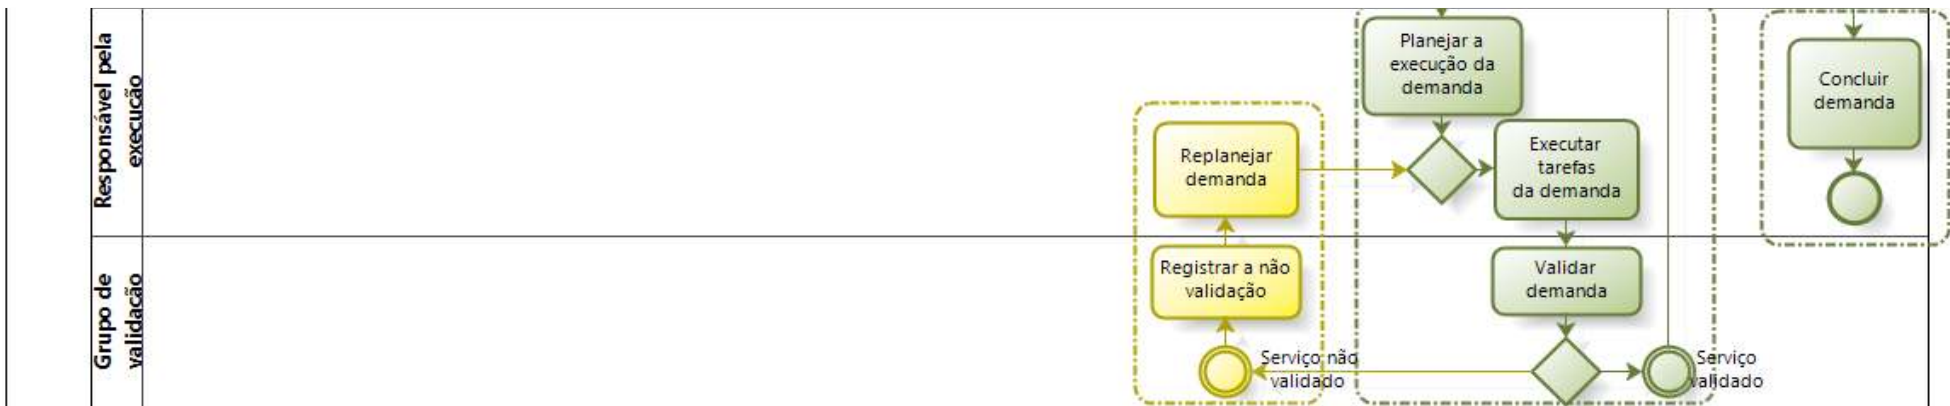 Responsável pela
execução
Planejar a
execução da
demanda
Concluir
demanda
Replanejar
demanda
Executar
tarefas
da demanda
Grupo de
validação
Registrar a não
validação
Validar
demanda
Serviço não
validado
Serviço
validado